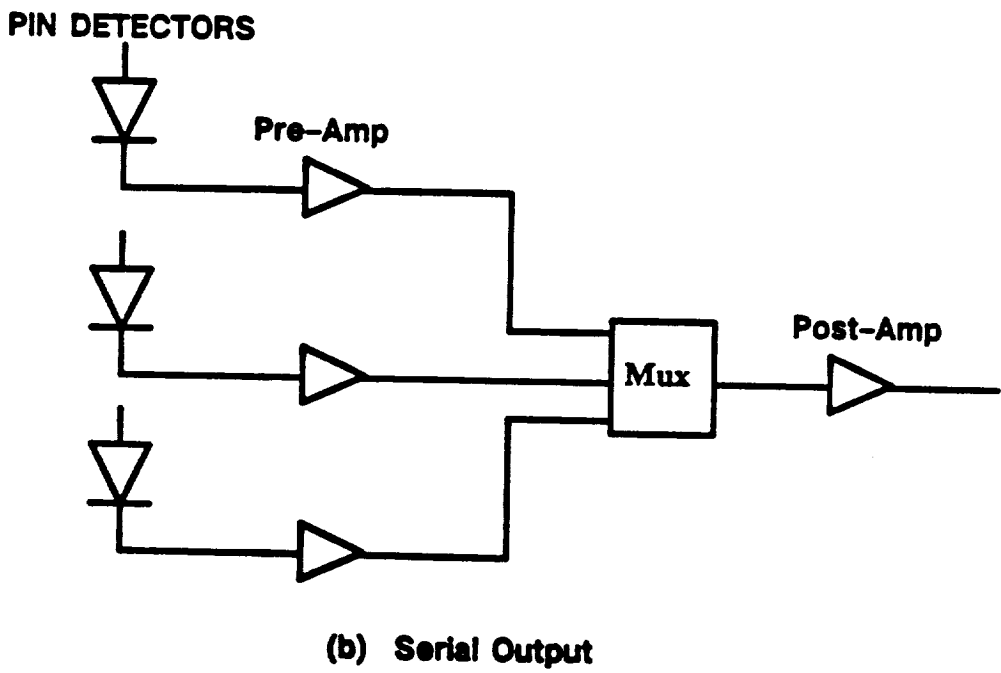 PIN DETECTORS
Pre-Amp
Post-Amp
Mux
(b) Serial Output